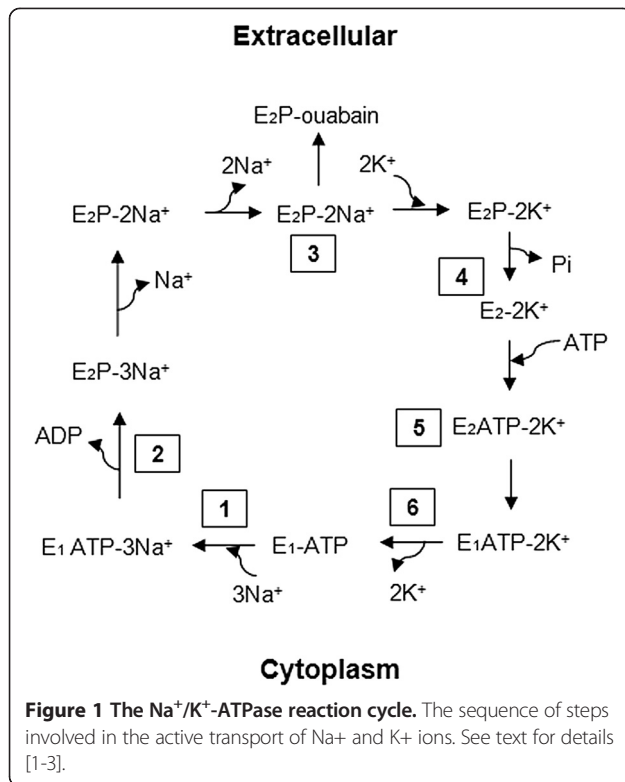 Extracellular
E₂P-ouabain
2Na⁺
2K⁺
E₂P-2Na⁺
E₂P-2Na⁺
E₂P-2K⁺
3
Pi
4
Na⁺
E₂-2K⁺
ATP
E₂P-3Na⁺
ADP
2
5
E₂ATP-2K⁺
1
6
E₁ ATP-3Na⁺
E₁-ATP
E₁ATP-2K⁺
3Na⁺
2K⁺
Cytoplasm
Figure 1 The Na⁺/K⁺-ATPase reaction cycle. The sequence of steps
involved in the active transport of Na+ and K+ ions. See text for details
[1-3].